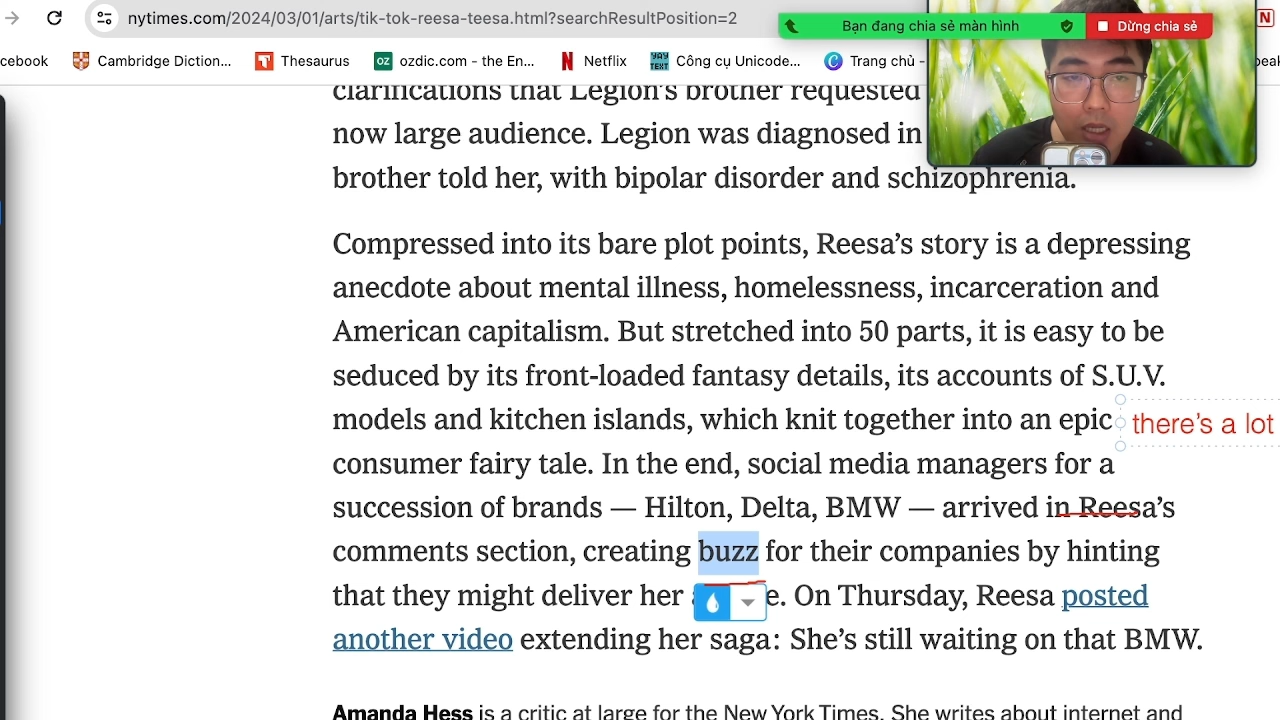 nytimes.com/2024/03/01/arts/tik-tok-reesa-teesa.html?searchResultPosition=2
Bạn đang chia sẻ màn hình
Dừng chia sẻ
cebook
Cambridge Diction...
T
Thesaurus
OZ
ozdic.com - the En...
N
Netflix
YAY
TEXT
Công cụ Unicode...
C
Trang chủ -
N
peak
clarifications that Legion's brother requested
now large audience. Legion was diagnosed in
brother told her, with bipolar disorder and schizophrenia.
Compressed into its bare plot points, Reesa’s story is a depressing
anecdote about mental illness, homelessness, incarceration and
American capitalism. But stretched into 50 parts, it is easy to be
seduced by its front-loaded fantasy details, its accounts of S.U.V.
models and kitchen islands, which knit together into an epic
there’s a lot
consumer fairy tale. In the end, social media managers for a
succession of brands — Hilton, Delta, BMW — arrived in Reesa’s
comments section, creating buzz for their companies by hinting
that they might deliver her e. On Thursday, Reesa posted
another video extending her saga: She’s still waiting on that BMW.
Amanda Hess is a critic at large for the New York Times. She writes about internet and